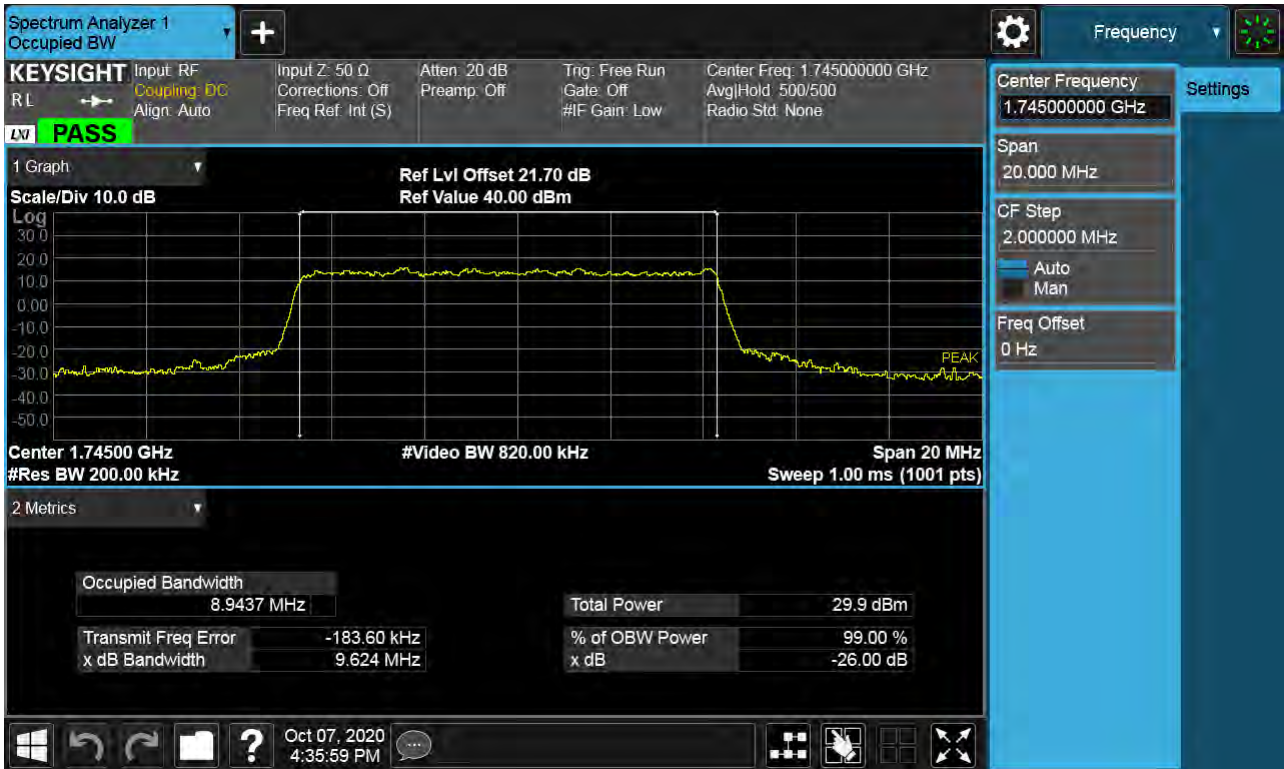 Spectrum Analyzer 1
Occupied BW
Frequency
KEYSIGHT
RL
LXI
PASS
Input: RF
Coupling: DC
Align: Auto
Input Z: 50 Ω
Corrections: Off
Freq Ref: Int (S)
Atten: 20 dB
Preamp: Off
Trig: Free Run
Gate: Off
#IF Gain: Low
Center Freq: 1.745000000 GHz
Avg|Hold: 500/500
Radio Std: None
Center Frequency
1.745000000 GHz
Settings
Span
20.000 MHz
CF Step
2.000000 MHz
Auto
Man
Freq Offset
0 Hz
1 Graph
Scale/Div 10.0 dB
Ref Lvl Offset 21.70 dB
Ref Value 40.00 dBm
Log
30.0
20.0
10.0
0.00
-10.0
-20.0
-30.0
-40.0
-50.0
PEAK
Center 1.74500 GHz
#Video BW 820.00 kHz
Span 20 MHz
#Res BW 200.00 kHz
Sweep 1.00 ms (1001 pts)
2 Metrics
Occupied Bandwidth
8.9437 MHz
Total Power 29.9 dBm
Transmit Freq Error -183.60 kHz
% of OBW Power 99.00 %
x dB Bandwidth 9.624 MHz
x dB -26.00 dB
?
Oct 07, 2020
4:35:59 PM